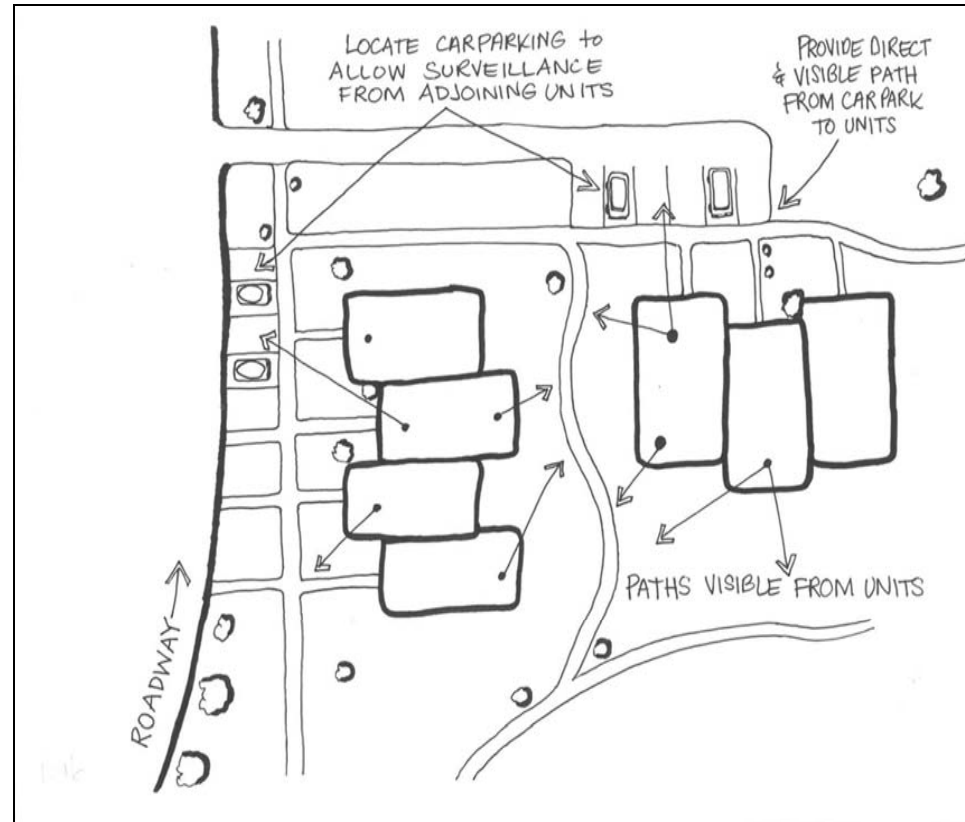 LOCATE CARPARKING to
ALLOW SURVEILLANCE
FROM ADJOINING UNITS
PROVIDE DIRECT
& VISIBLE PATH
FROM CAR PARK
TO UNITS
PATHS VISIBLE FROM UNITS
ROADWAY